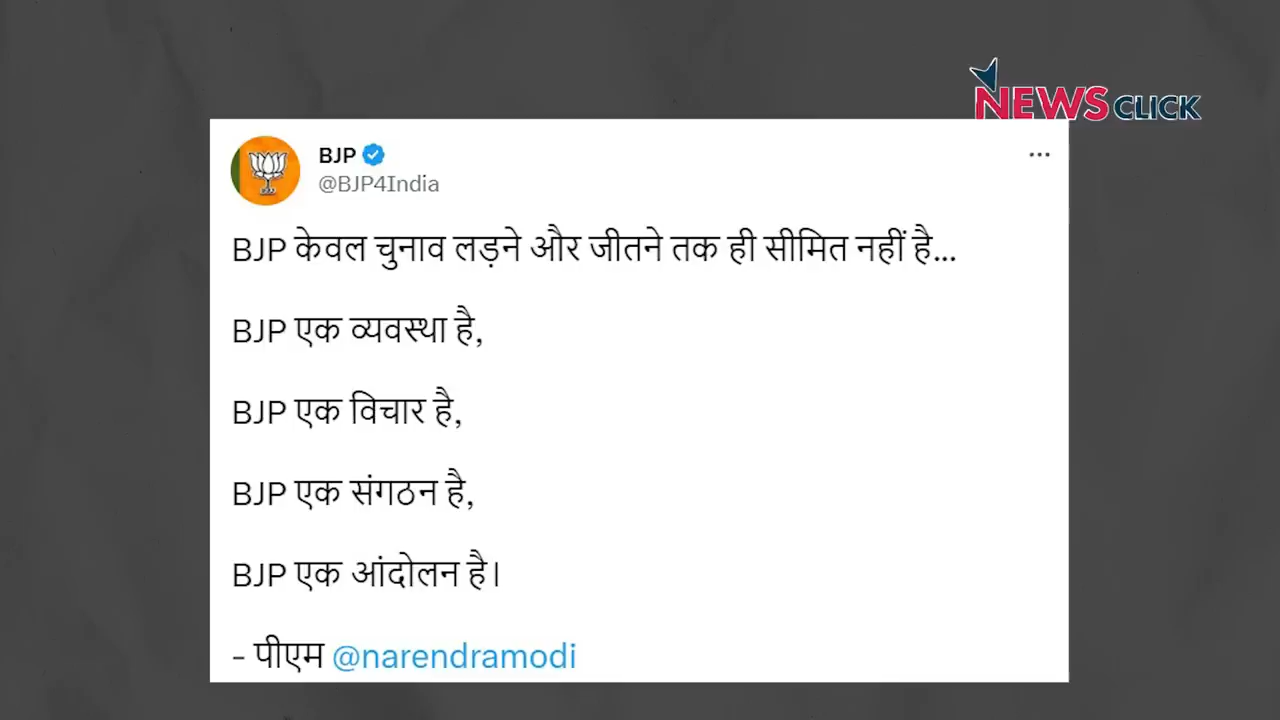 NEWSCLICK
BJP
@BJP4India
BJP केवल चुनाव लड़ने और जीतने तक ही सीमित नहीं है...
BJP एक व्यवस्था है,
BJP एक विचार है,
BJP एक संगठन है,
BJP एक आंदोलन है।
- पीएम @narendramodi